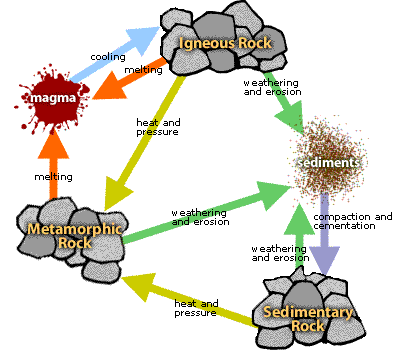 Igneous Rock
cooling
melting
magma
weathering
and erosion
heat and
pressure
sediments
melting
weathering
and erosion
compaction and
cementation
Metamorphic
Rock
weathering
and erosion
heat and
pressure
Sedimentary
Rock